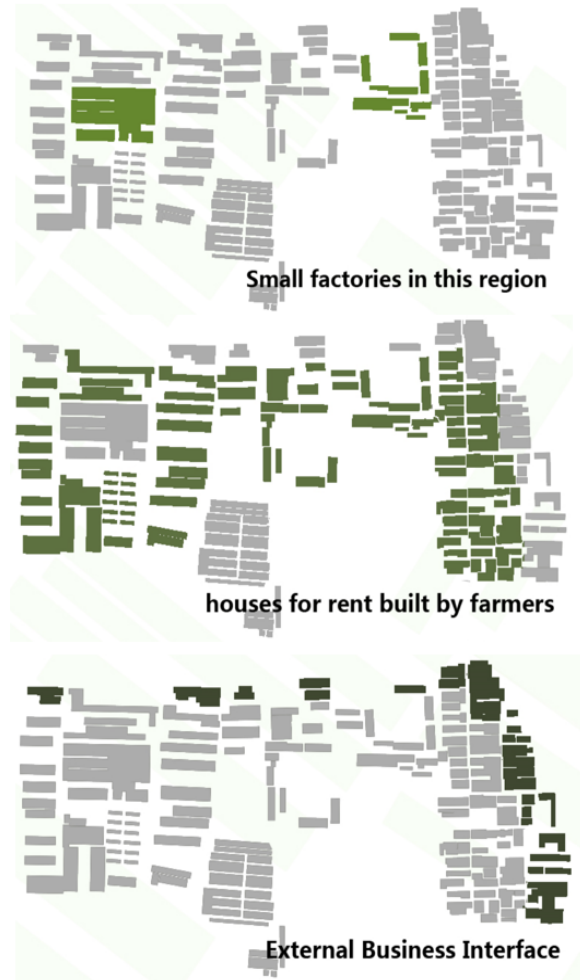 Small factories in this region
houses for rent built by farmers
External Business Interface